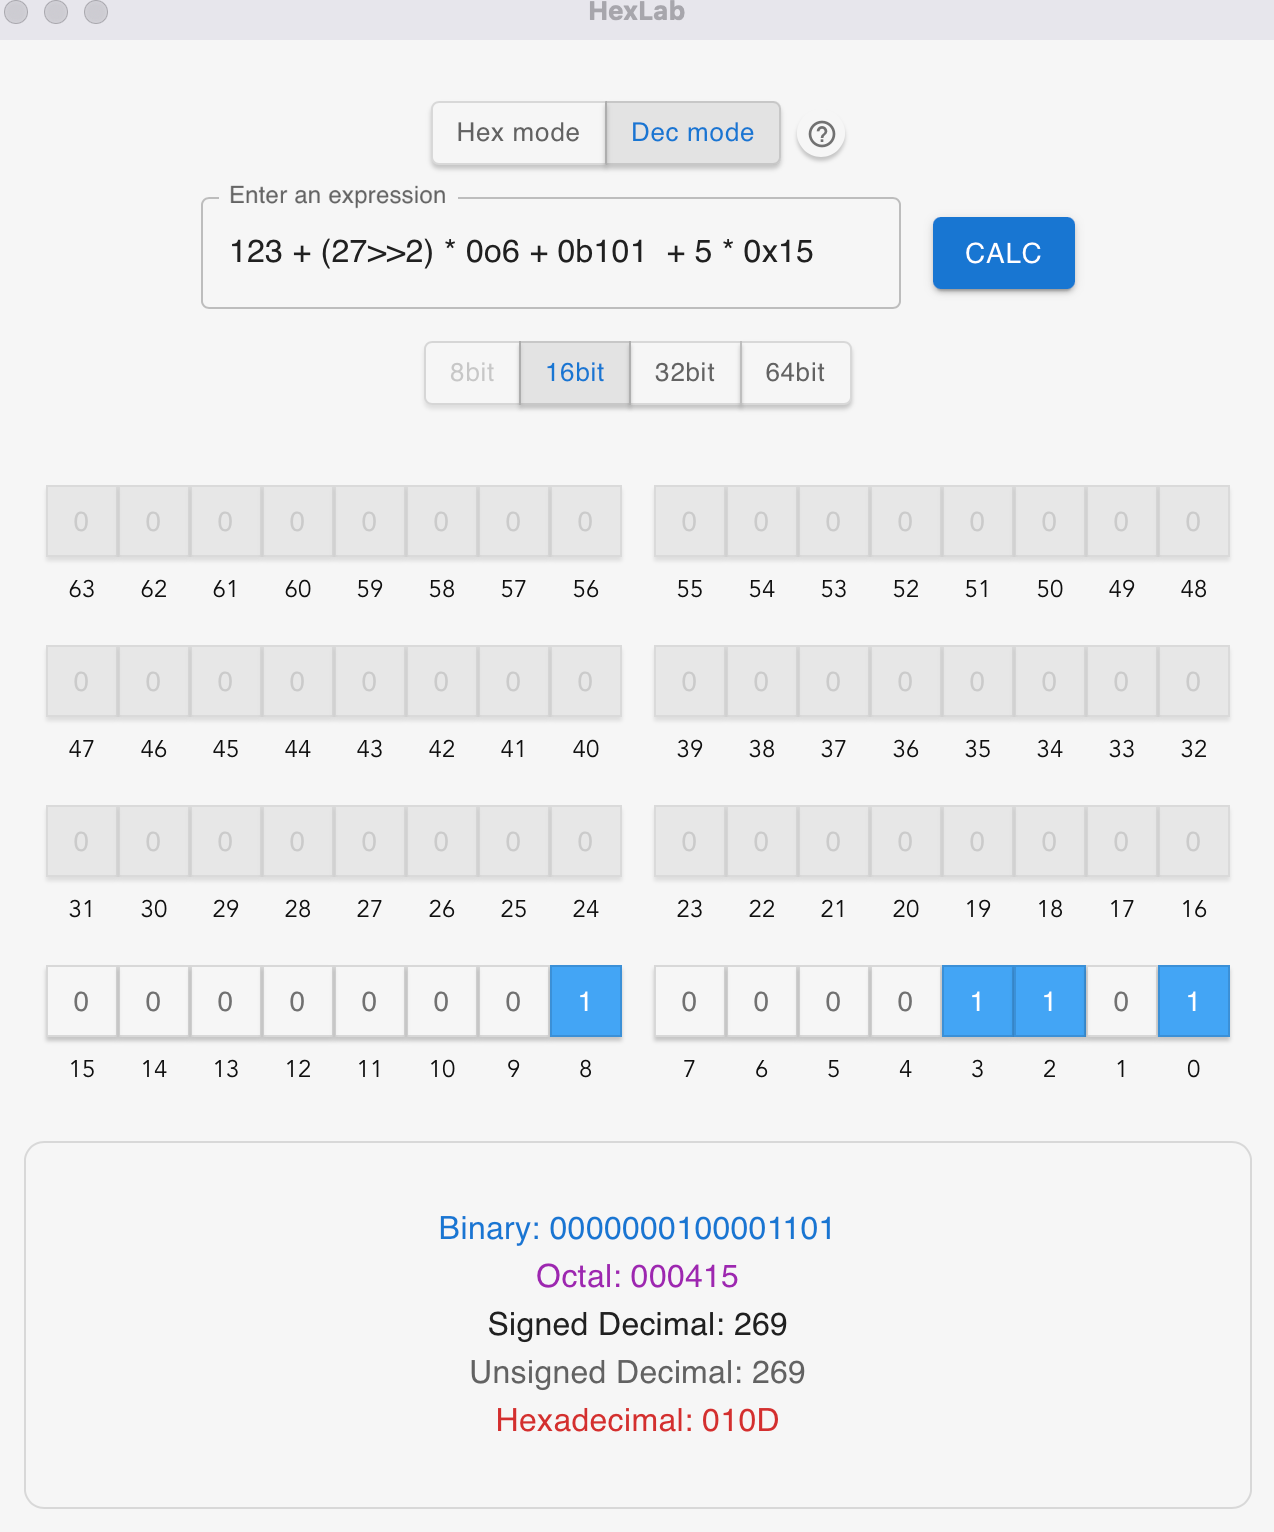 HexLab
Hex mode Dec mode ?
Enter an expression
123 + (27>>2) * 0o6 + 0b101  + 5 * 0x15
CALC
8bit 16bit 32bit 64bit
0 0 0 0 0 0 0 0 0 0 0 0 0 0 0 0
63 62 61 60 59 58 57 56 55 54 53 52 51 50 49 48
0 0 0 0 0 0 0 0 0 0 0 0 0 0 0 0
47 46 45 44 43 42 41 40 39 38 37 36 35 34 33 32
0 0 0 0 0 0 0 0 0 0 0 0 0 0 0 0
31 30 29 28 27 26 25 24 23 22 21 20 19 18 17 16
0 0 0 0 0 0 0 1 0 0 0 0 1 1 0 1
15 14 13 12 11 10 9 8 7 6 5 4 3 2 1 0
Binary: 0000000100001101
Octal: 000415
Signed Decimal: 269
Unsigned Decimal: 269
Hexadecimal: 010D